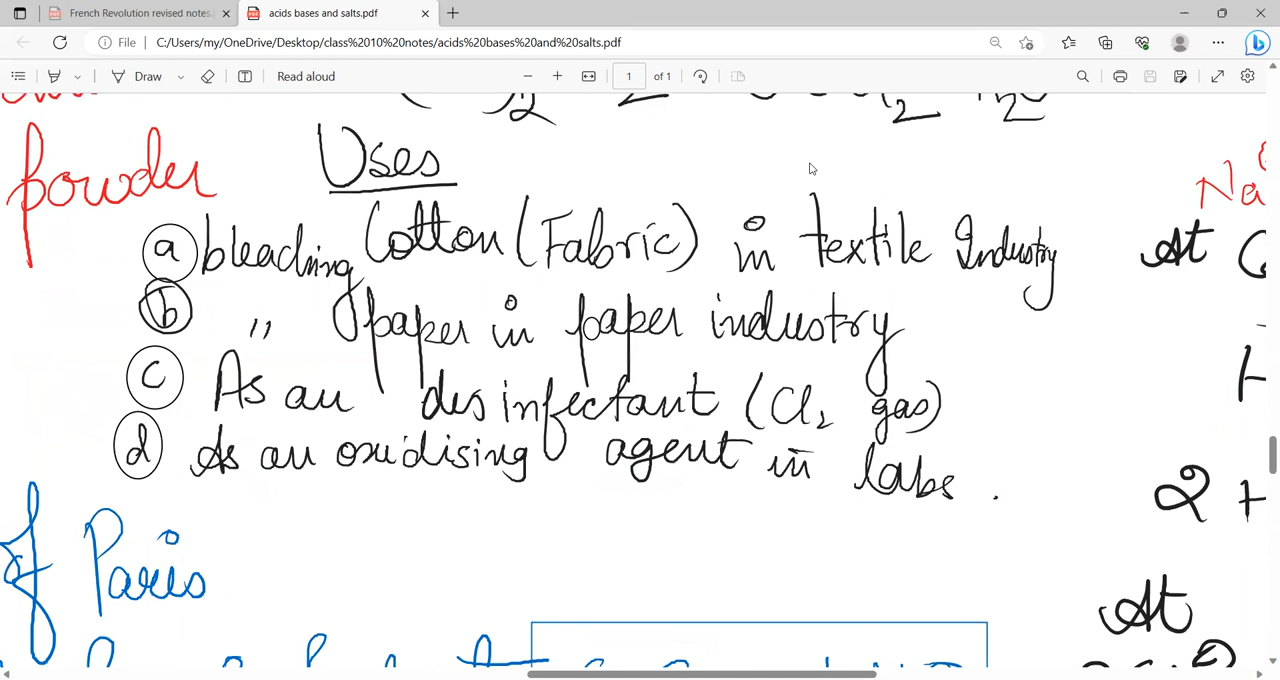 French Revolution revised notes.
acids bases and salts.pdf
File C:/Users/my/OneDrive/Desktop/class%2010%20notes/acids%20bases%20and%20salts.pdf
Draw
Read aloud
1 of 1
powder
Uses
a bleaching Cotton (Fabric) in textile Industry
b " paper in paper industry
c As an desinfectant (Cl2 gas)
d As an oxidising agent in labs.
Na
At
H
2 H
of Paris
At